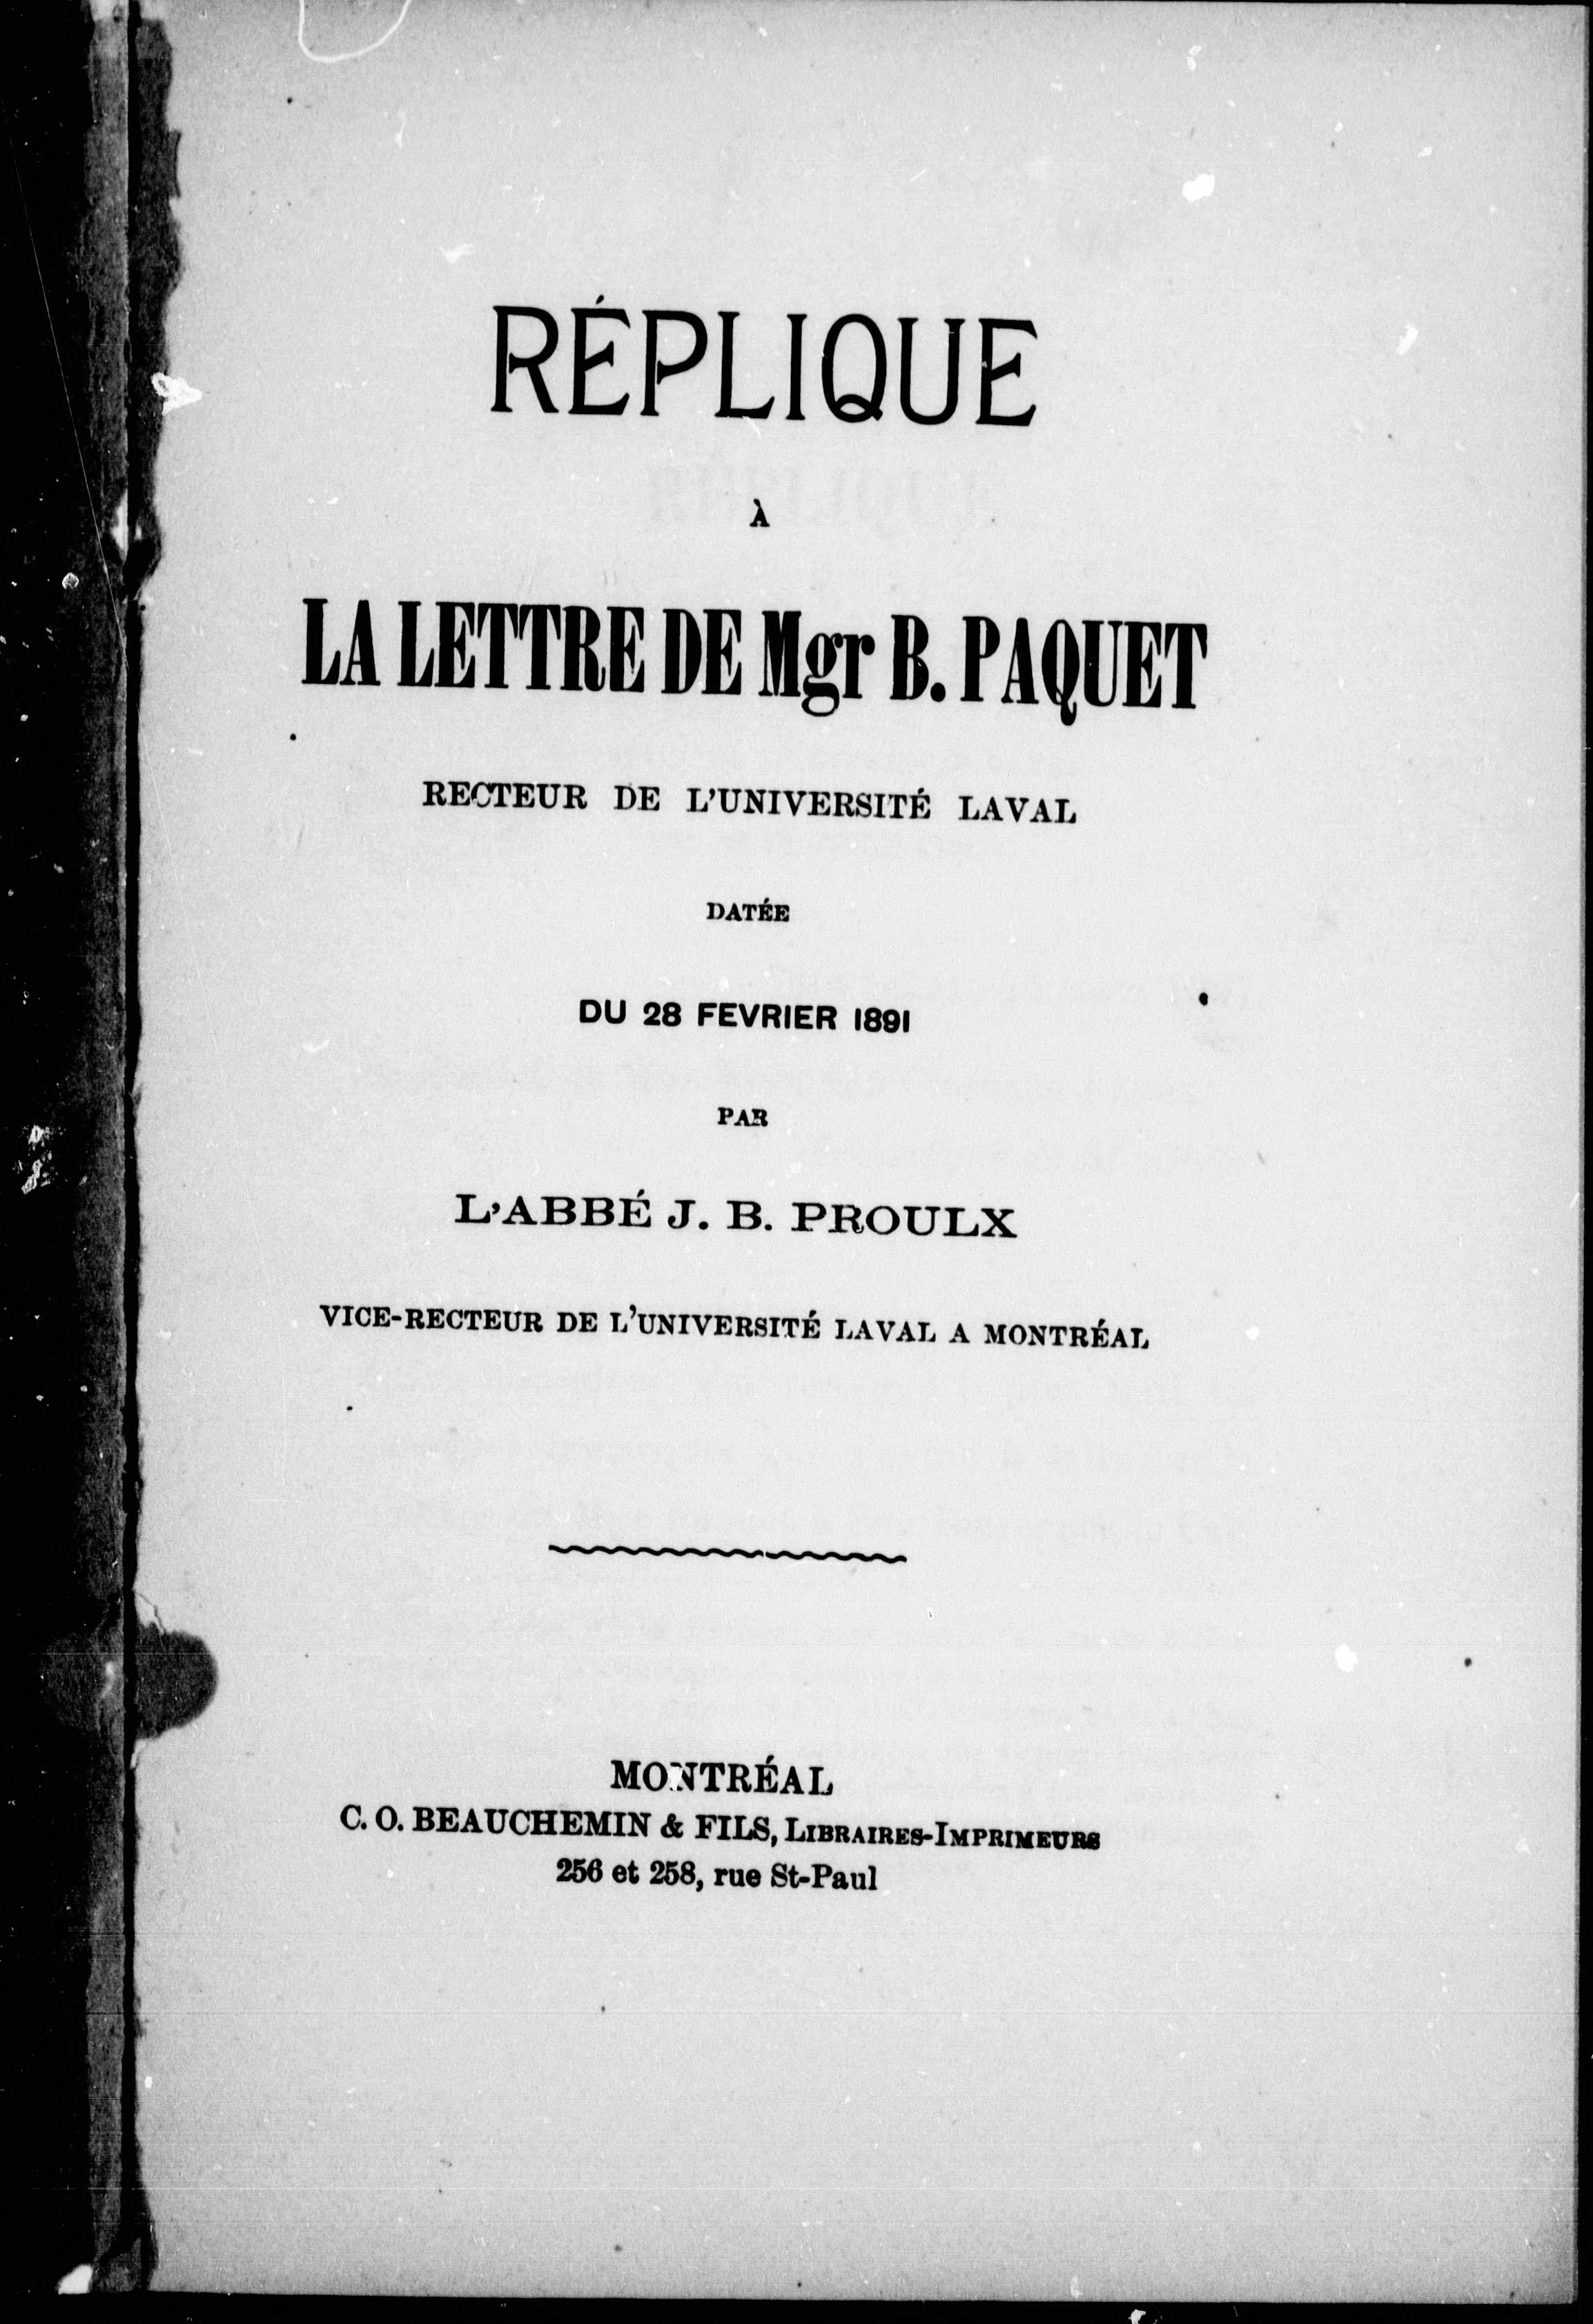 RÉPLIQUE
À
LA LETTRE DE Mgr B. PAQUET
RECTEUR DE L'UNIVERSITÉ LAVAL
DATÉE
DU 28 FEVRIER 1891
PAR
L'ABBÉ J. B. PROULX
VICE-RECTEUR DE L'UNIVERSITÉ LAVAL A MONTRÉAL
MONTRÉAL
C. O. BEAUCHEMIN & FILS, LIBRAIRES-IMPRIMEURS
256 et 258, rue St-Paul